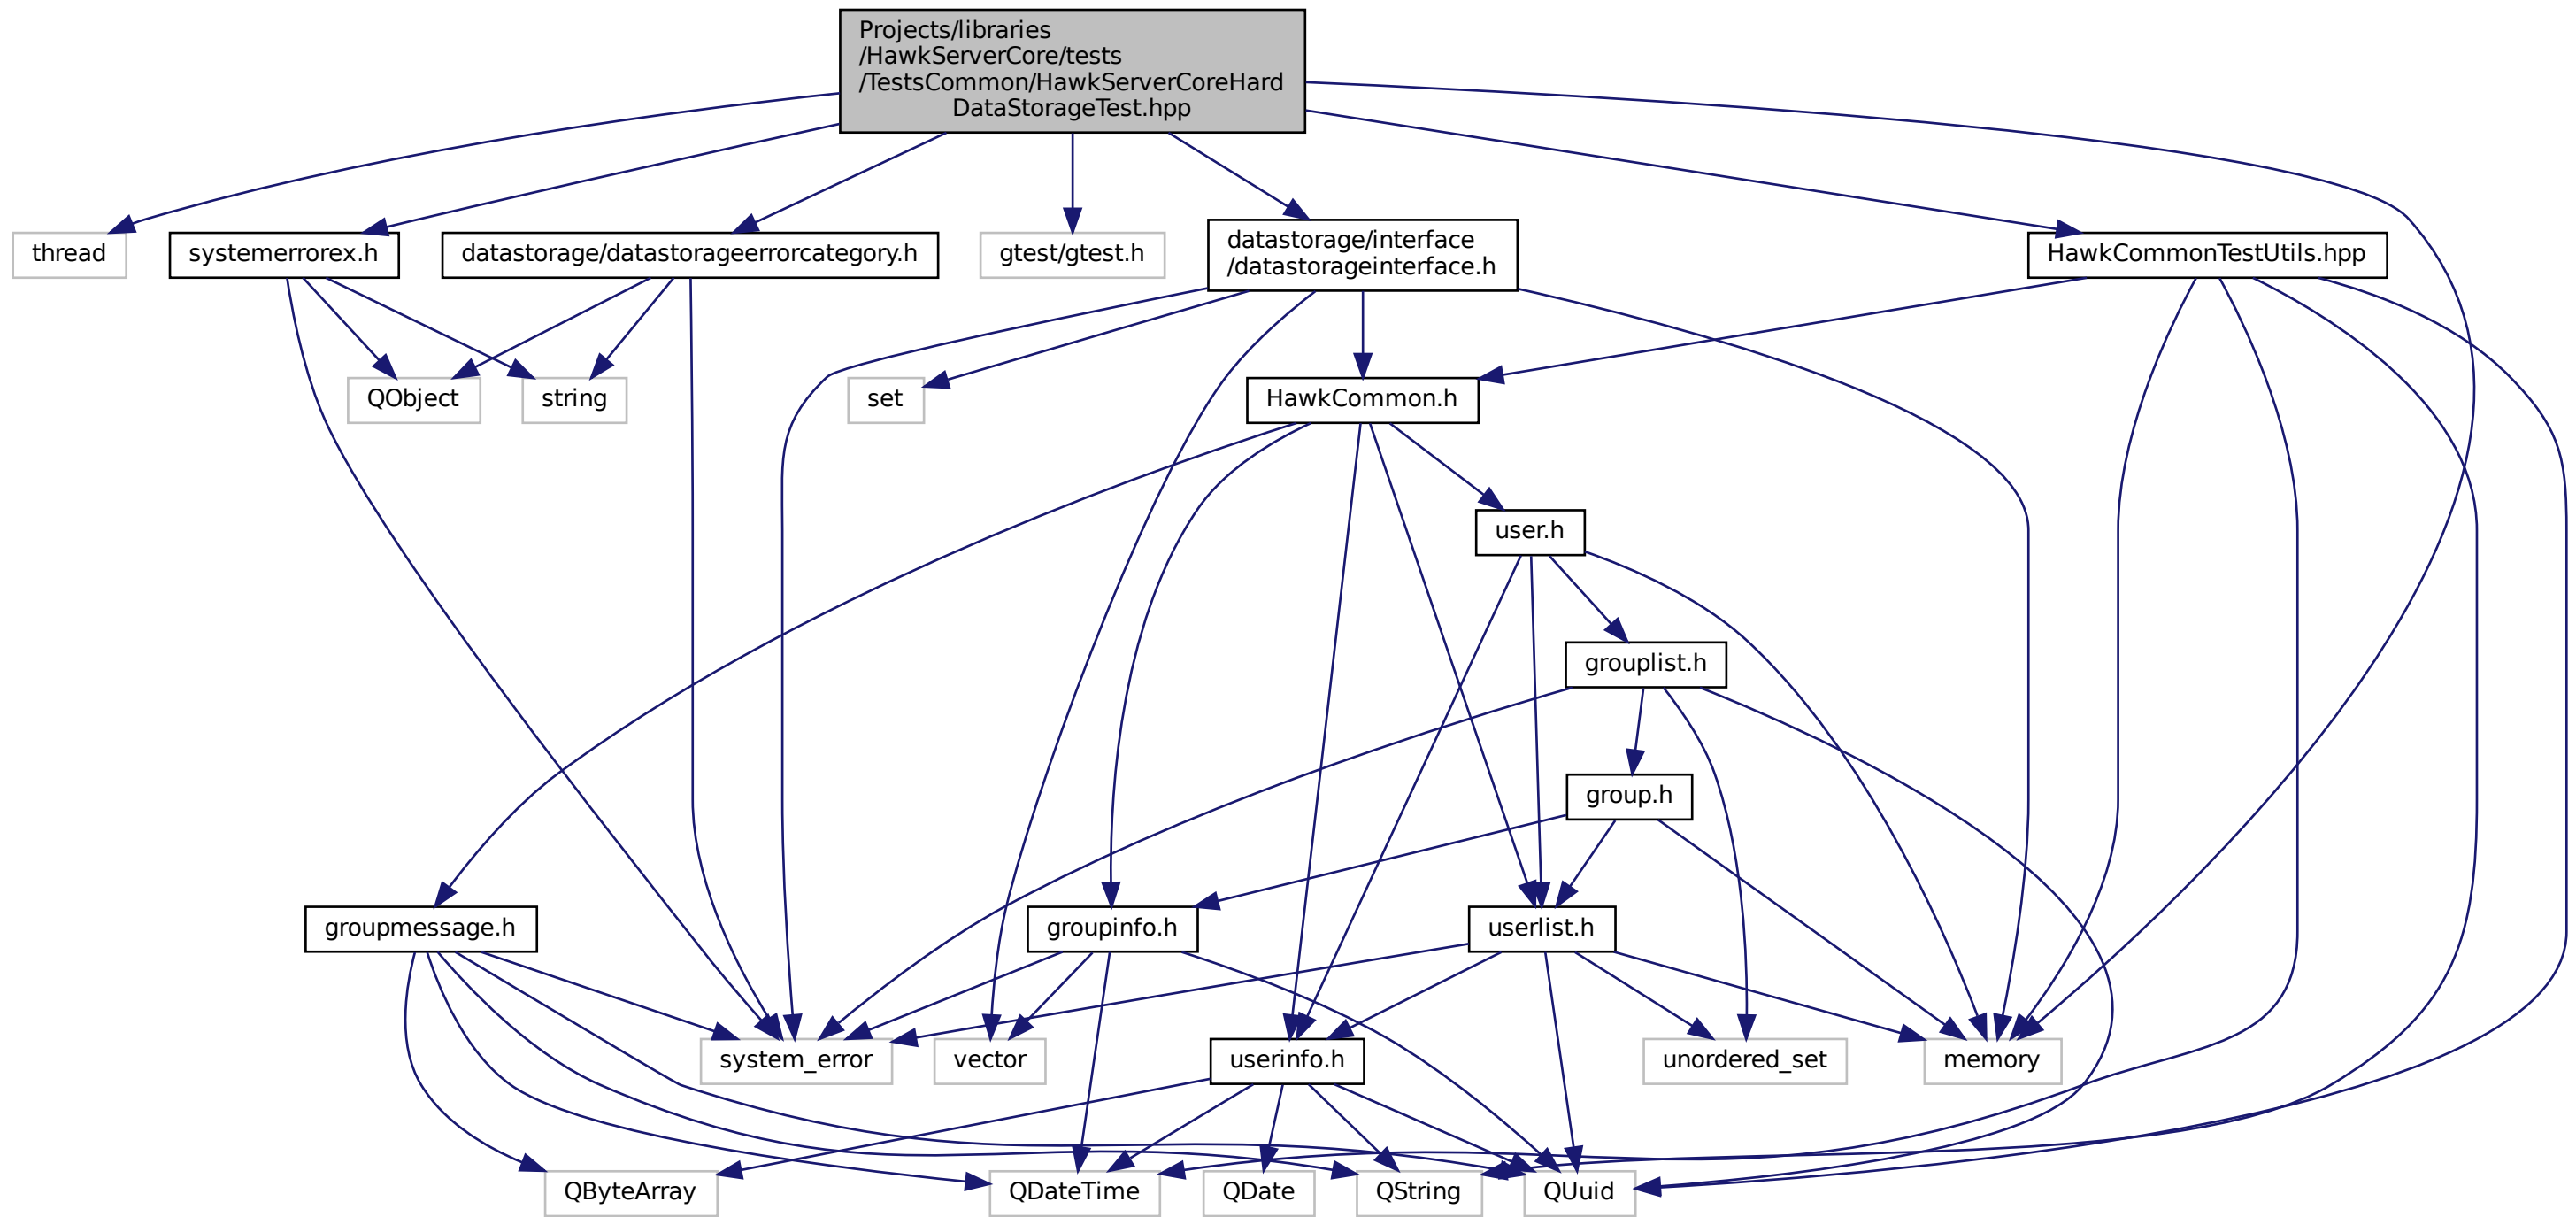 Projects/libraries
/HawkServerCore/tests
/TestsCommon/HawkServerCoreHard
DataStorageTest.hpp
thread
systemerrorex.h
datastorage/datastorageerrorcategory.h
gtest/gtest.h
datastorage/interface
/datastorageinterface.h
HawkCommonTestUtils.hpp
QObject
string
set
HawkCommon.h
user.h
grouplist.h
group.h
groupmessage.h
groupinfo.h
userlist.h
system_error
vector
userinfo.h
unordered_set
memory
QByteArray
QDateTime
QDate
QString
QUuid